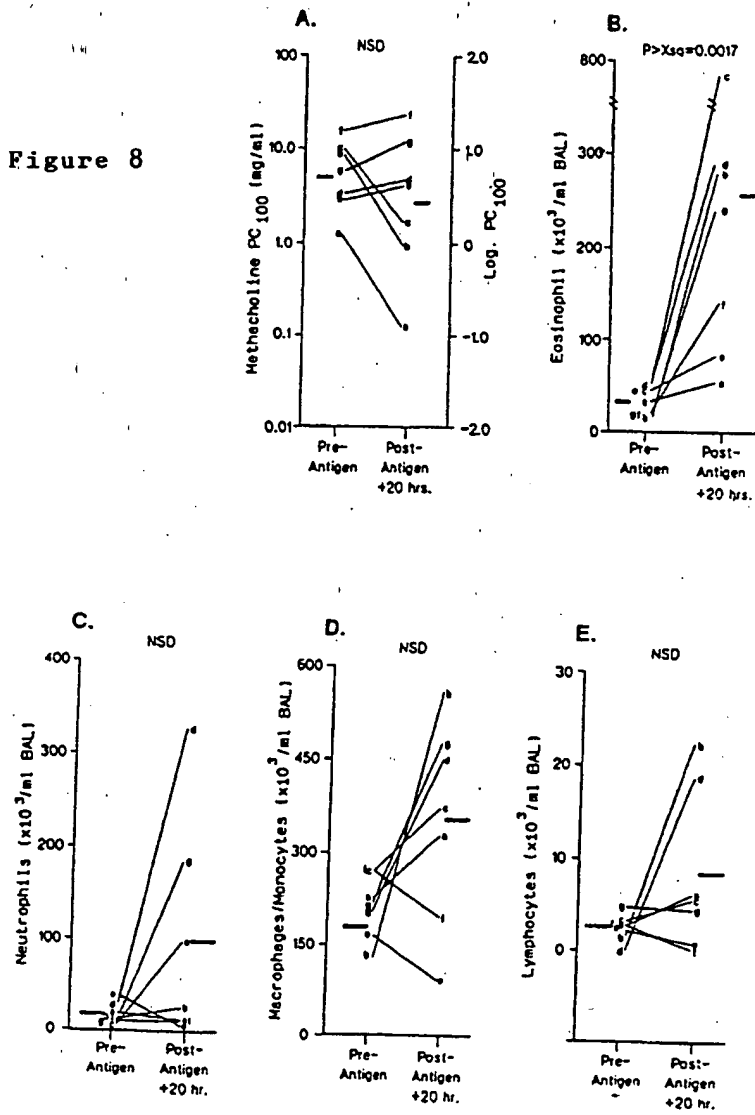 Figure 8
A.
NSD
100
10.0
1.0
0.1
0.01
Methacholine PC100 (mg/ml)
2.0
1.0
0
-1.0
-2.0
Log. PC100
Pre-
Antigen
Post-
Antigen
+20 hrs.
B.
P>Xsq=0.0017
800
300
200
100
0
Eosinophil (x10³/ml BAL)
Pre-
Antigen
Post-
Antigen
+20 hrs.
C.
NSD
400
300
200
100
0
Neutrophils (x10³/ml BAL)
Pre-
Antigen
Post-
Antigen
+20 hr.
D.
NSD
600
450
300
150
0
Macrophages/Monocytes (x10³/ml BAL)
Pre-
Antigen
Post-
Antigen
+20 hr.
E.
NSD
30
20
10
0
Lymphocytes (x10³/ml BAL)
Pre-
Antigen
Post-
Antigen
+20 hr.